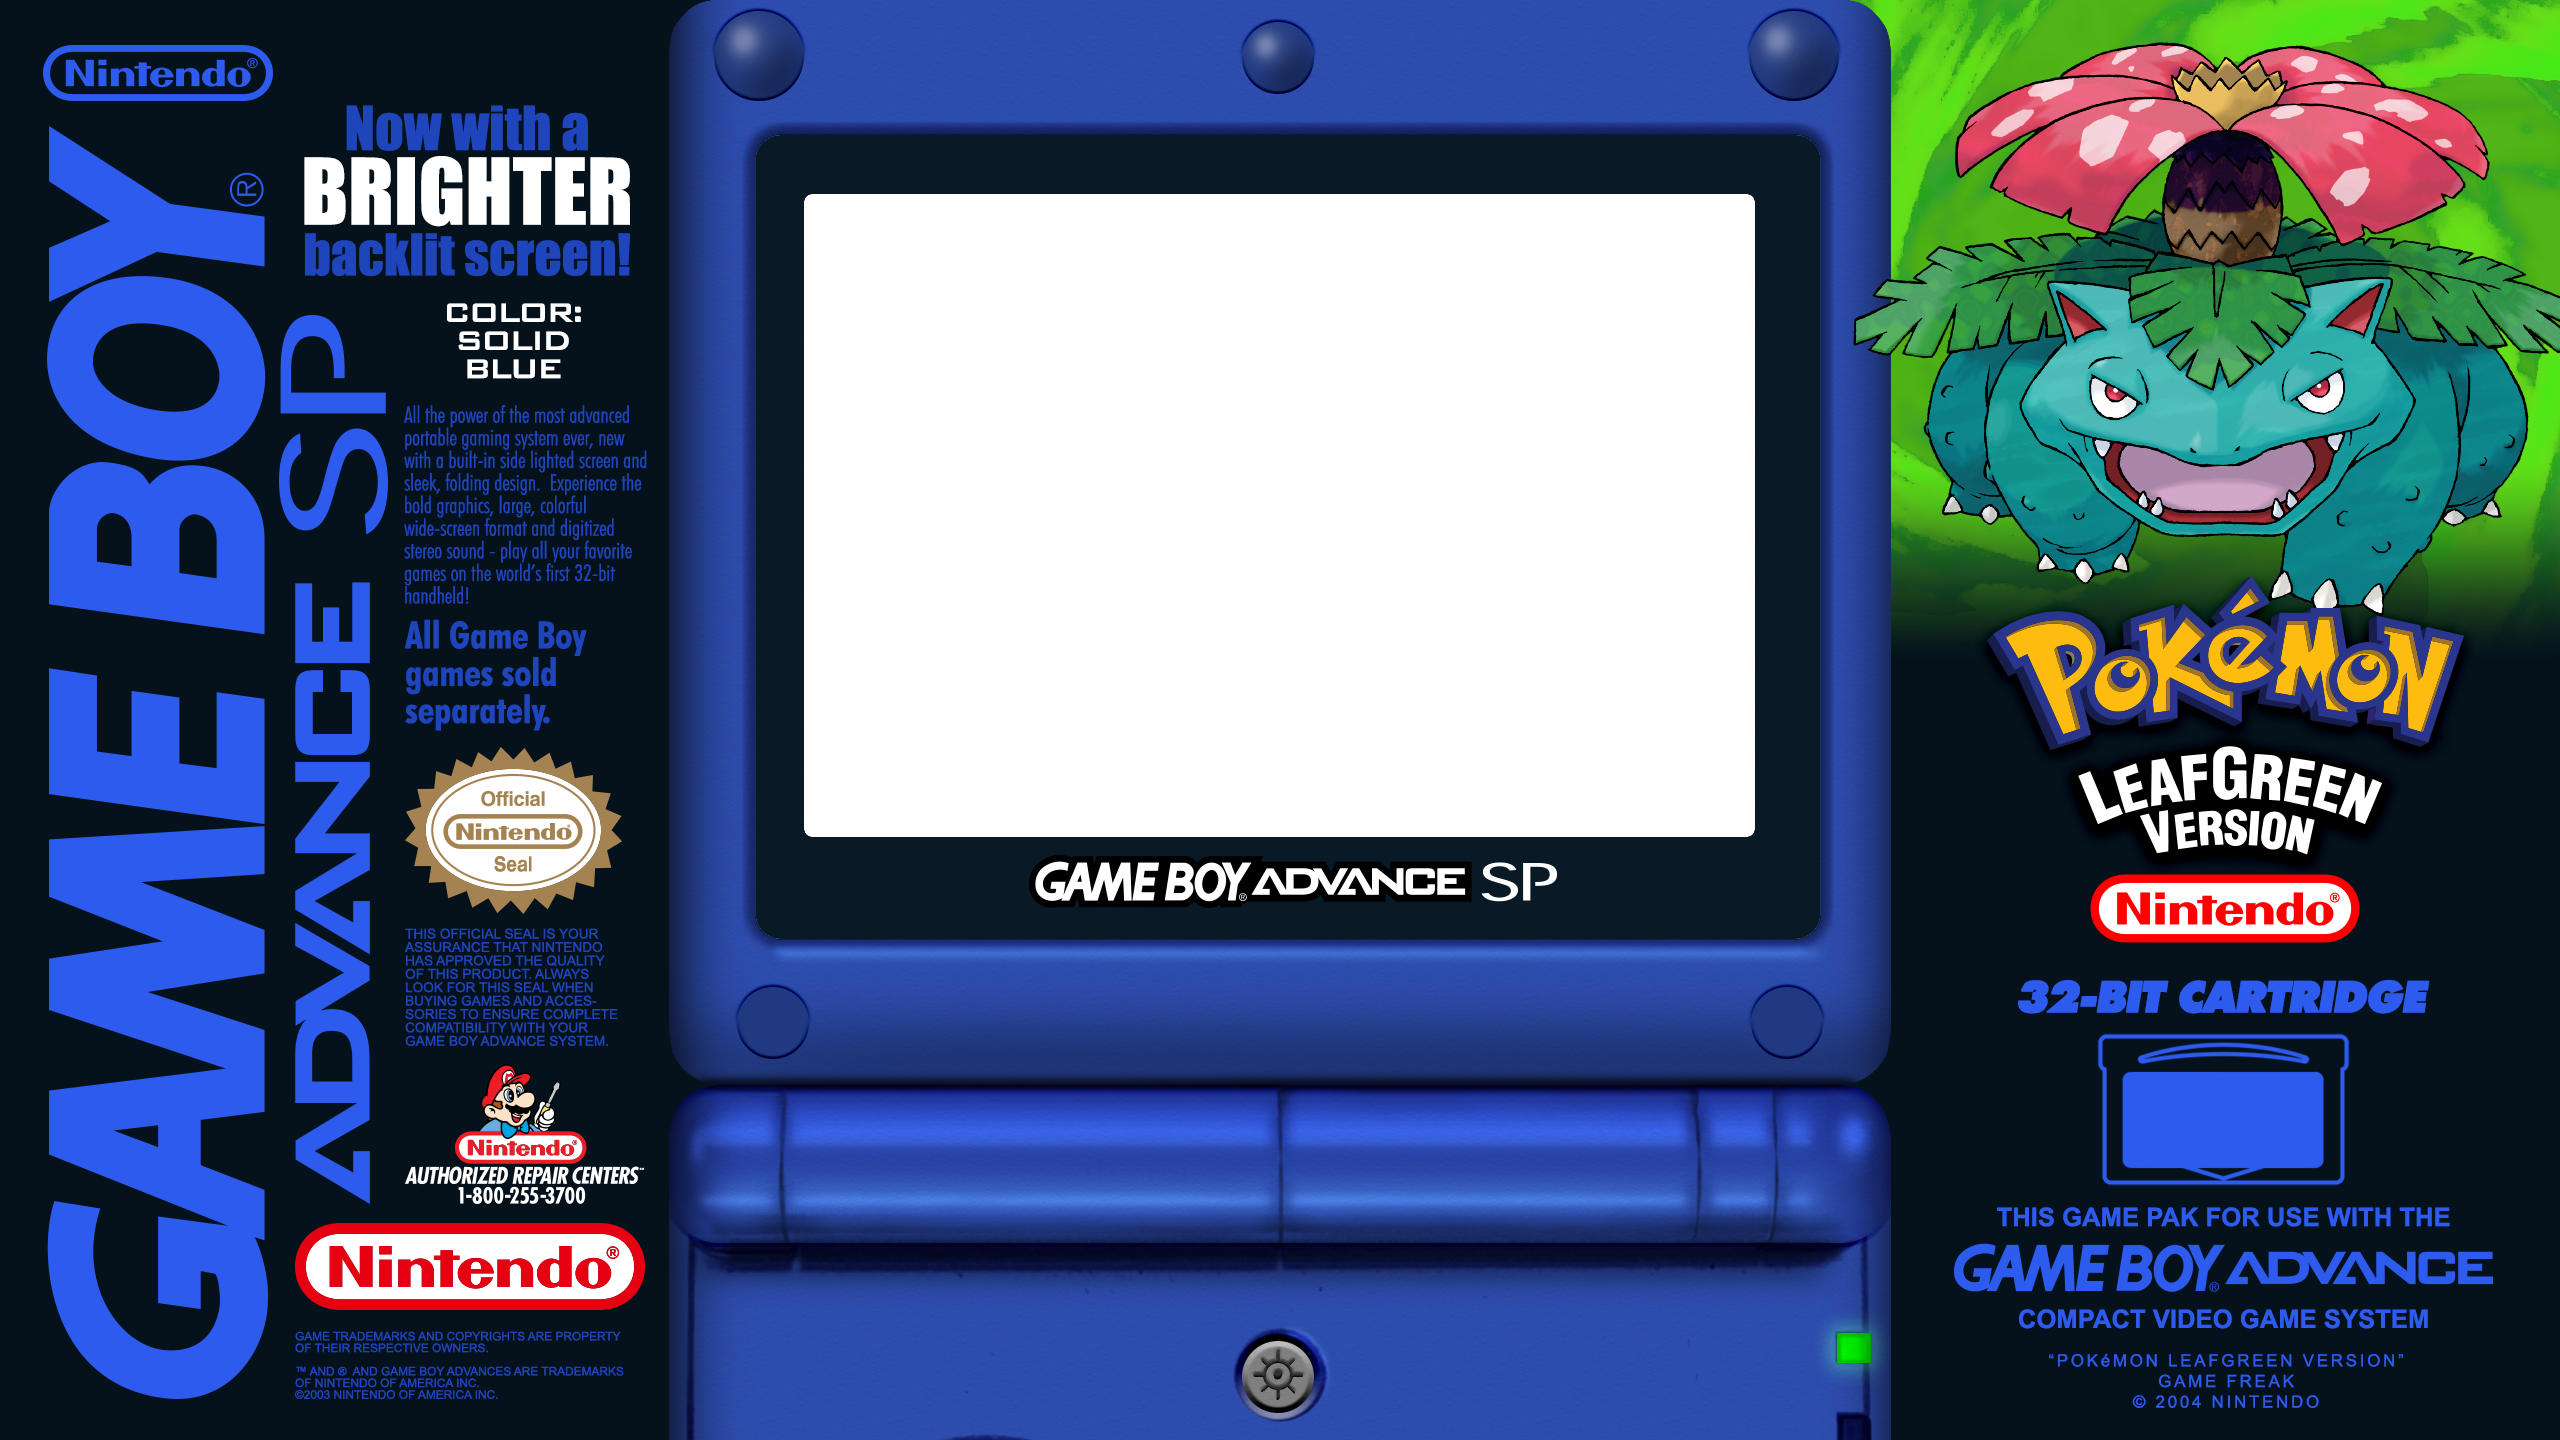 Nintendo®
GAME BOY®
ADVANCE SP
Now with a
BRIGHTER
backlit screen!
COLOR:
SOLID
BLUE
All the power of the most advanced
portable gaming system ever, new
with a built-in side lighted screen and
sleek, folding design. Experience the
bold graphics, large, colorful
wide-screen format and digitized
stereo sound - play all your favorite
games on the world's first 32-bit
handheld!
All Game Boy
games sold
separately.
Official
Nintendo®
Seal
THIS OFFICIAL SEAL IS YOUR
ASSURANCE THAT NINTENDO
HAS APPROVED THE QUALITY
OF THIS PRODUCT. ALWAYS
LOOK FOR THIS SEAL WHEN
BUYING GAMES AND ACCES-
SORIES TO ENSURE COMPLETE
COMPATIBILITY WITH YOUR
GAME BOY ADVANCE SYSTEM.
M
Nintendo®
AUTHORIZED REPAIR CENTERS℠
1-800-255-3700
Nintendo®
GAME TRADEMARKS AND COPYRIGHTS ARE PROPERTY
OF THEIR RESPECTIVE OWNERS.
™ AND ® AND GAME BOY ADVANCES ARE TRADEMARKS
OF NINTENDO OF AMERICA INC.
©2003 NINTENDO OF AMERICA INC.
GAME BOY® ADVANCE SP
POKéMON
LEAFGREEN
VERSION
Nintendo®
32-BIT CARTRIDGE
THIS GAME PAK FOR USE WITH THE
GAME BOY® ADVANCE
COMPACT VIDEO GAME SYSTEM
“POKéMON LEAFGREEN VERSION”
GAME FREAK
© 2004 NINTENDO